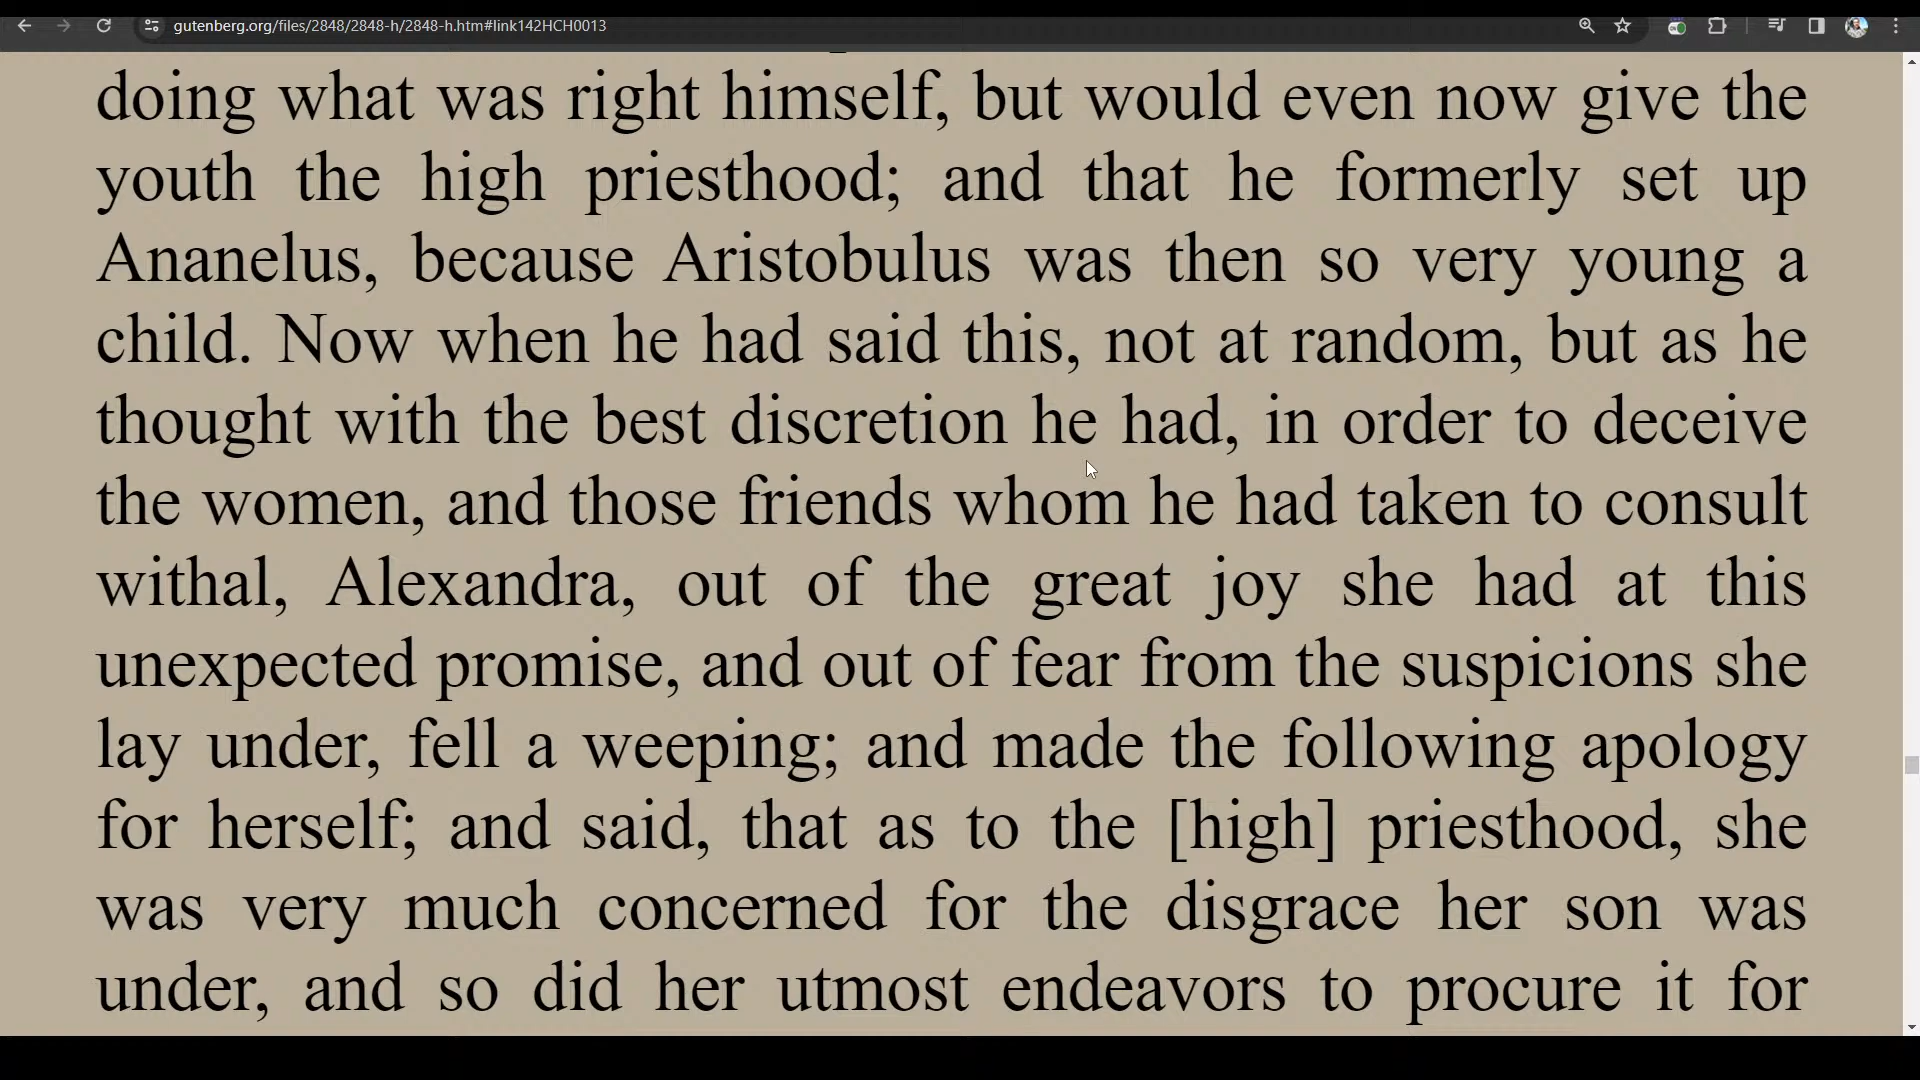 gutenberg.org/files/2848/2848-h/2848-h.htm#link142HCH0013
doing what was right himself, but would even now give the
youth the high priesthood; and that he formerly set up
Ananelus, because Aristobulus was then so very young a
child. Now when he had said this, not at random, but as he
thought with the best discretion he had, in order to deceive
the women, and those friends whom he had taken to consult
withal, Alexandra, out of the great joy she had at this
unexpected promise, and out of fear from the suspicions she
lay under, fell a weeping; and made the following apology
for herself; and said, that as to the [high] priesthood, she
was very much concerned for the disgrace her son was
under, and so did her utmost endeavors to procure it for